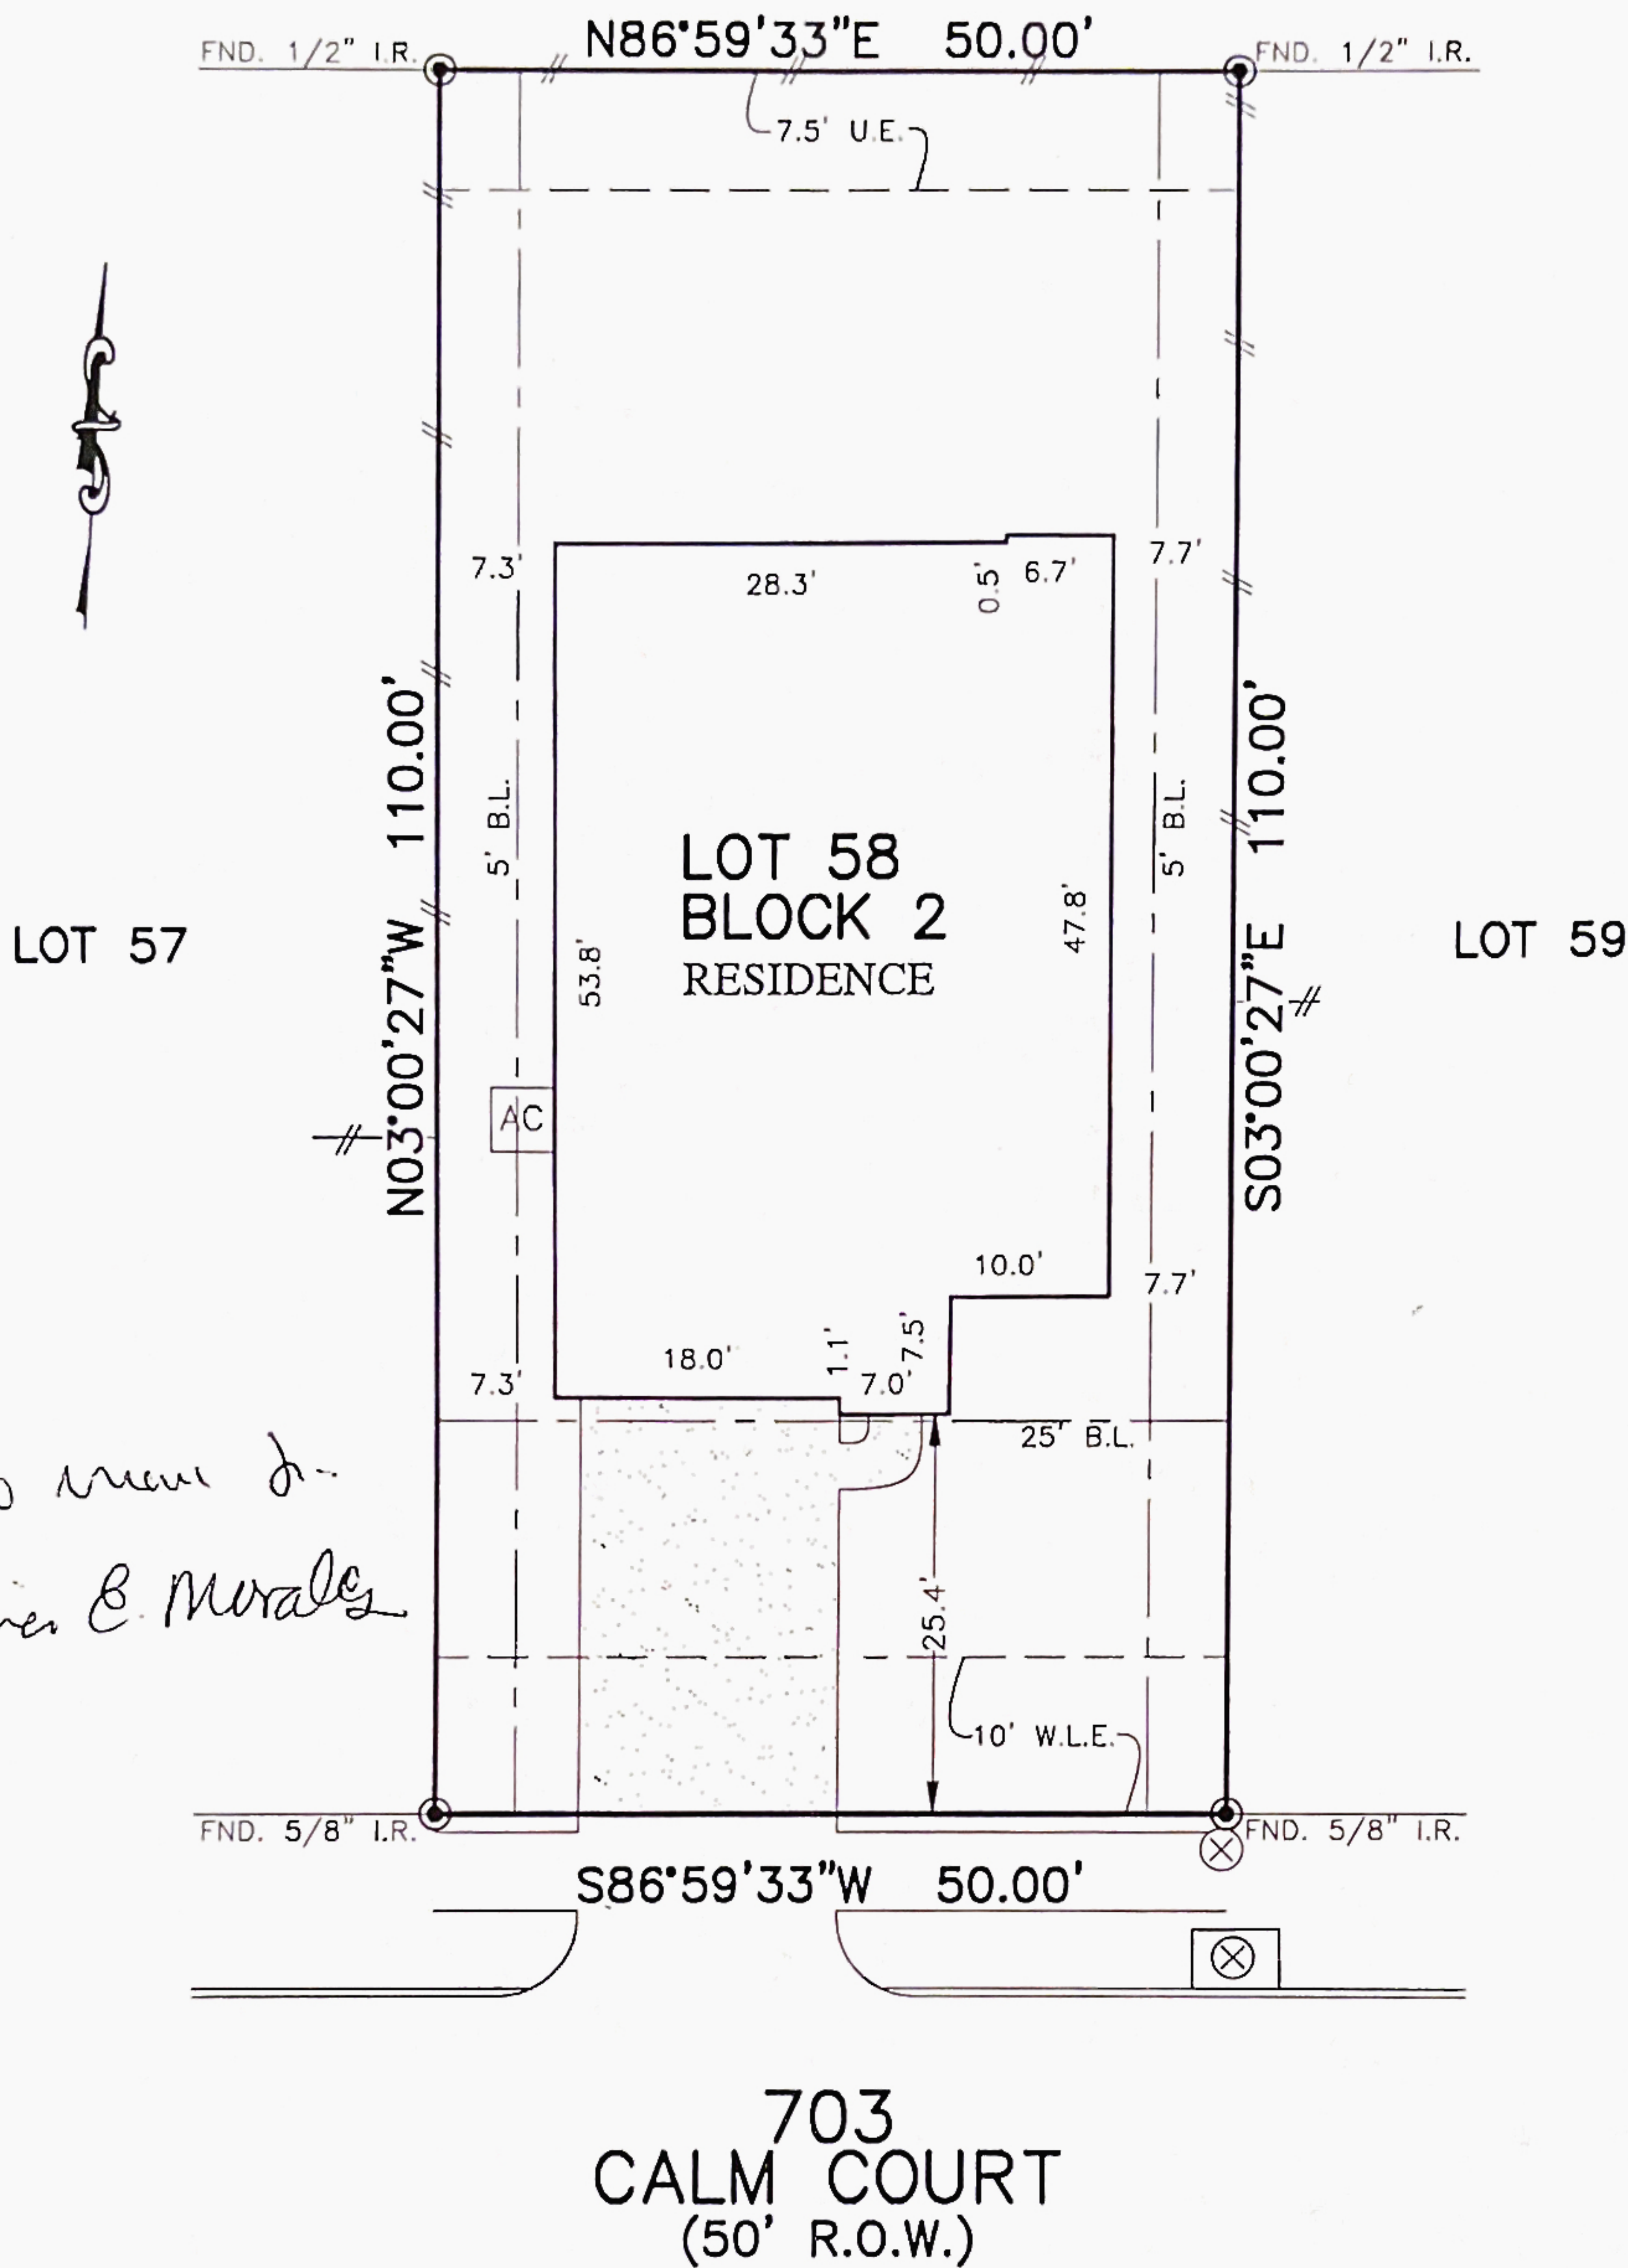 N86°59'33"E 50.00'
FND. 1/2" I.R.
FND. 1/2" I.R.
7.5' U.E.
7.3'
28.3'
0.5'
6.7'
7.7'
N03°00'27"W 110.00'
5' B.L.
LOT 58
BLOCK 2
RESIDENCE
53.8'
47.8'
5' B.L.
S03°00'27"E 110.00'
LOT 57
LOT 59
AC
10.0'
7.7'
18.0'
1.1'
7.5'
7.0'
7.3'
25' B.L.
E. Morales
25.4'
10' W.L.E.
FND. 5/8" I.R.
FND. 5/8" I.R.
S86°59'33"W 50.00'
703
CALM COURT
(50' R.O.W.)